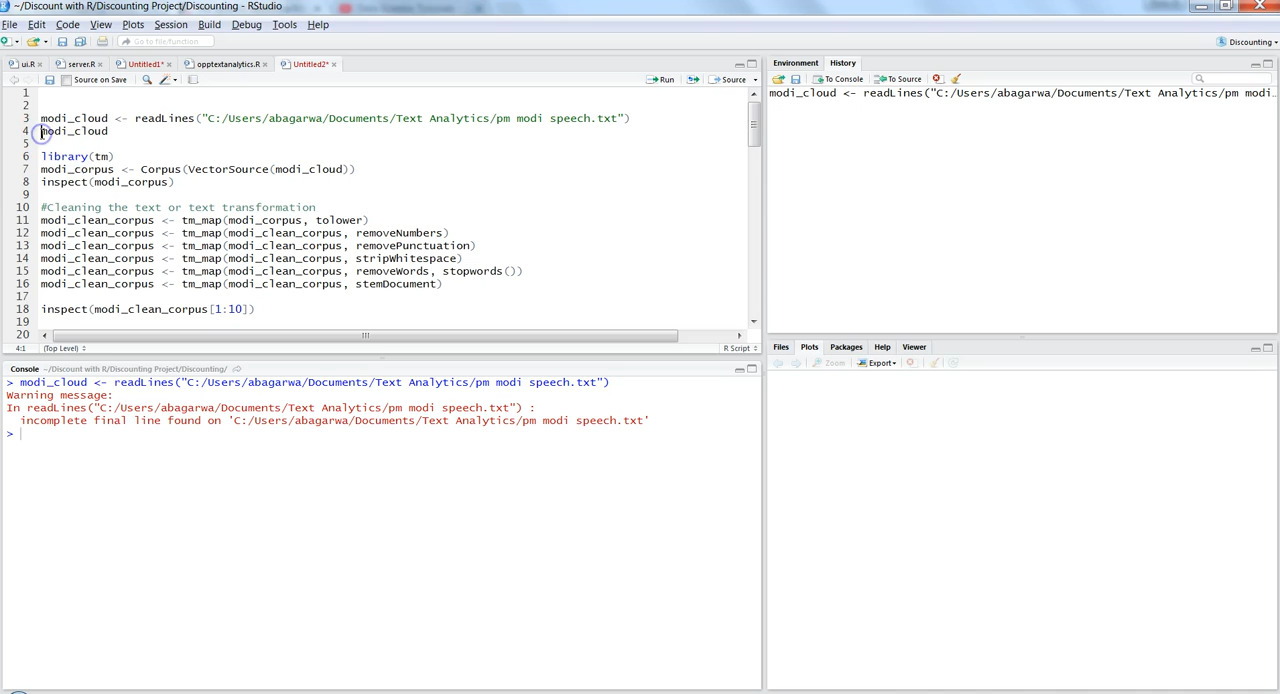 ~/Discount with R/Discounting Project/Discounting - RStudio
File Edit Code View Plots Session Build Debug Tools Help
Go to file/function
Discounting
ui.R × server.R × Untitled1* × opptextanalytics.R × Untitled2* ×
Source on Save
Run
Source
1
2
3 modi_cloud <- readLines("C:/Users/abagarwa/Documents/Text Analytics/pm modi speech.txt")
4 modi_cloud
5
6 library(tm)
7 modi_corpus <- Corpus(VectorSource(modi_cloud))
8 inspect(modi_corpus)
9
10 #Cleaning the text or text transformation
11 modi_clean_corpus <- tm_map(modi_corpus, tolower)
12 modi_clean_corpus <- tm_map(modi_clean_corpus, removeNumbers)
13 modi_clean_corpus <- tm_map(modi_clean_corpus, removePunctuation)
14 modi_clean_corpus <- tm_map(modi_clean_corpus, stripWhitespace)
15 modi_clean_corpus <- tm_map(modi_clean_corpus, removeWords, stopwords())
16 modi_clean_corpus <- tm_map(modi_clean_corpus, stemDocument)
17
18 inspect(modi_clean_corpus[1:10])
19
20
4:1 (Top Level) R Script
Console ~/Discount with R/Discounting Project/Discounting/
> modi_cloud <- readLines("C:/Users/abagarwa/Documents/Text Analytics/pm modi speech.txt")
Warning message:
In readLines("C:/Users/abagarwa/Documents/Text Analytics/pm modi speech.txt") :
incomplete final line found on 'C:/Users/abagarwa/Documents/Text Analytics/pm modi speech.txt'
>
Environment History
To Console To Source
modi_cloud <- readLines("C:/Users/abagarwa/Documents/Text Analytics/pm modi
Files Plots Packages Help Viewer
Zoom Export